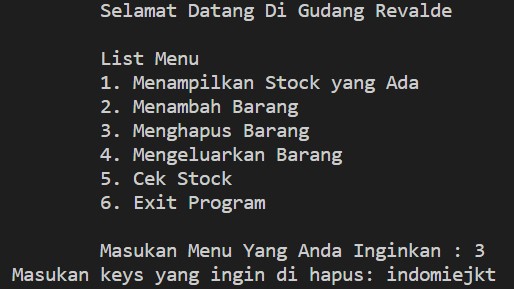 Selamat Datang Di Gudang Revalde
List Menu
1. Menampilkan Stock yang Ada
2. Menambah Barang
3. Menghapus Barang
4. Mengeluarkan Barang
5. Cek Stock
6. Exit Program
Masukan Menu Yang Anda Inginkan : 3
Masukan keys yang ingin di hapus: indomiejkt